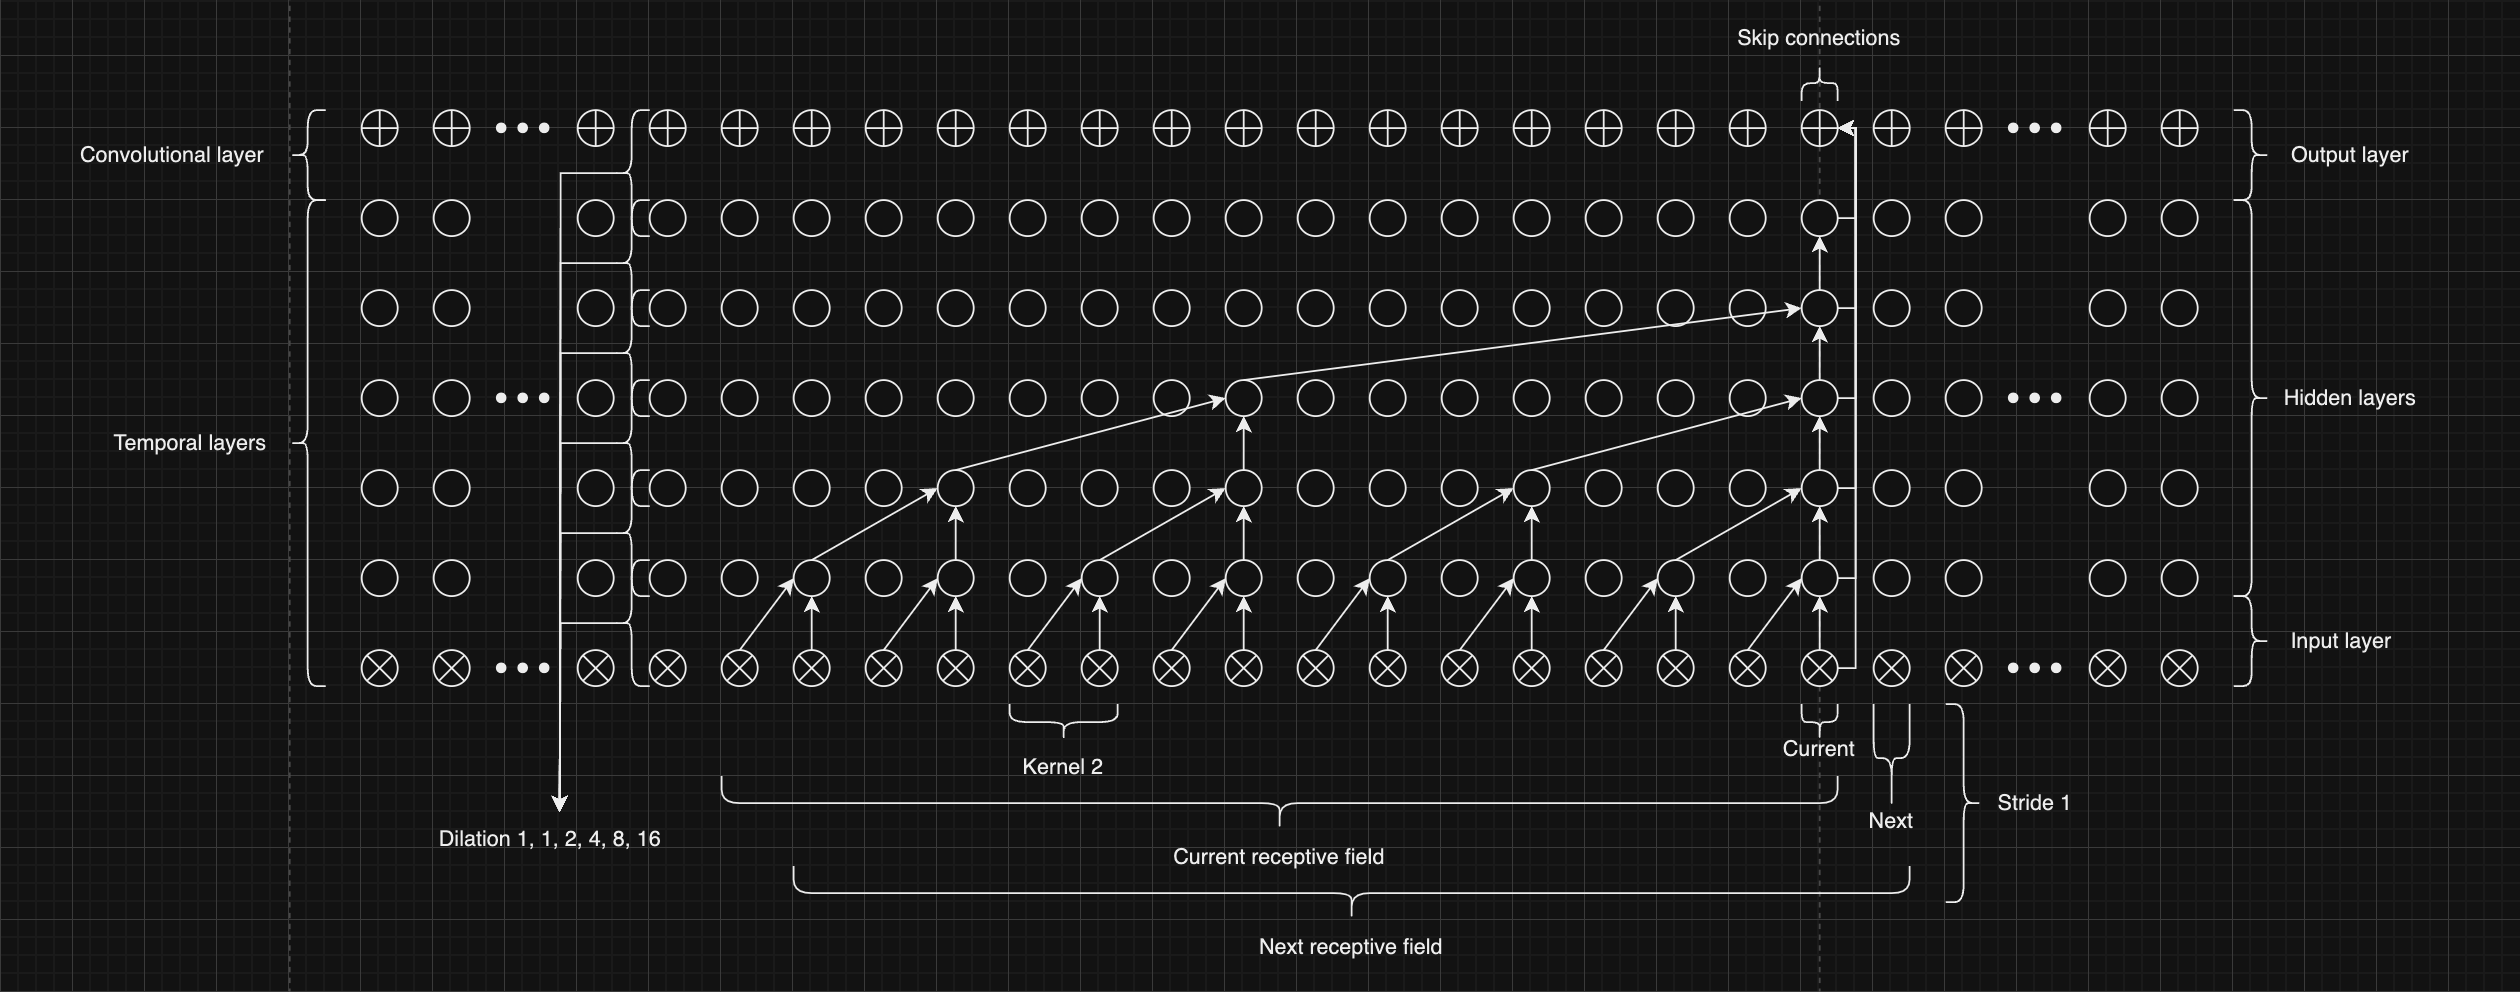 Skip connections
Convolutional layer
Output layer
Hidden layers
Temporal layers
Input layer
Current
Kernel 2
Stride 1
Next
Dilation 1, 1, 2, 4, 8, 16
Current receptive field
Next receptive field